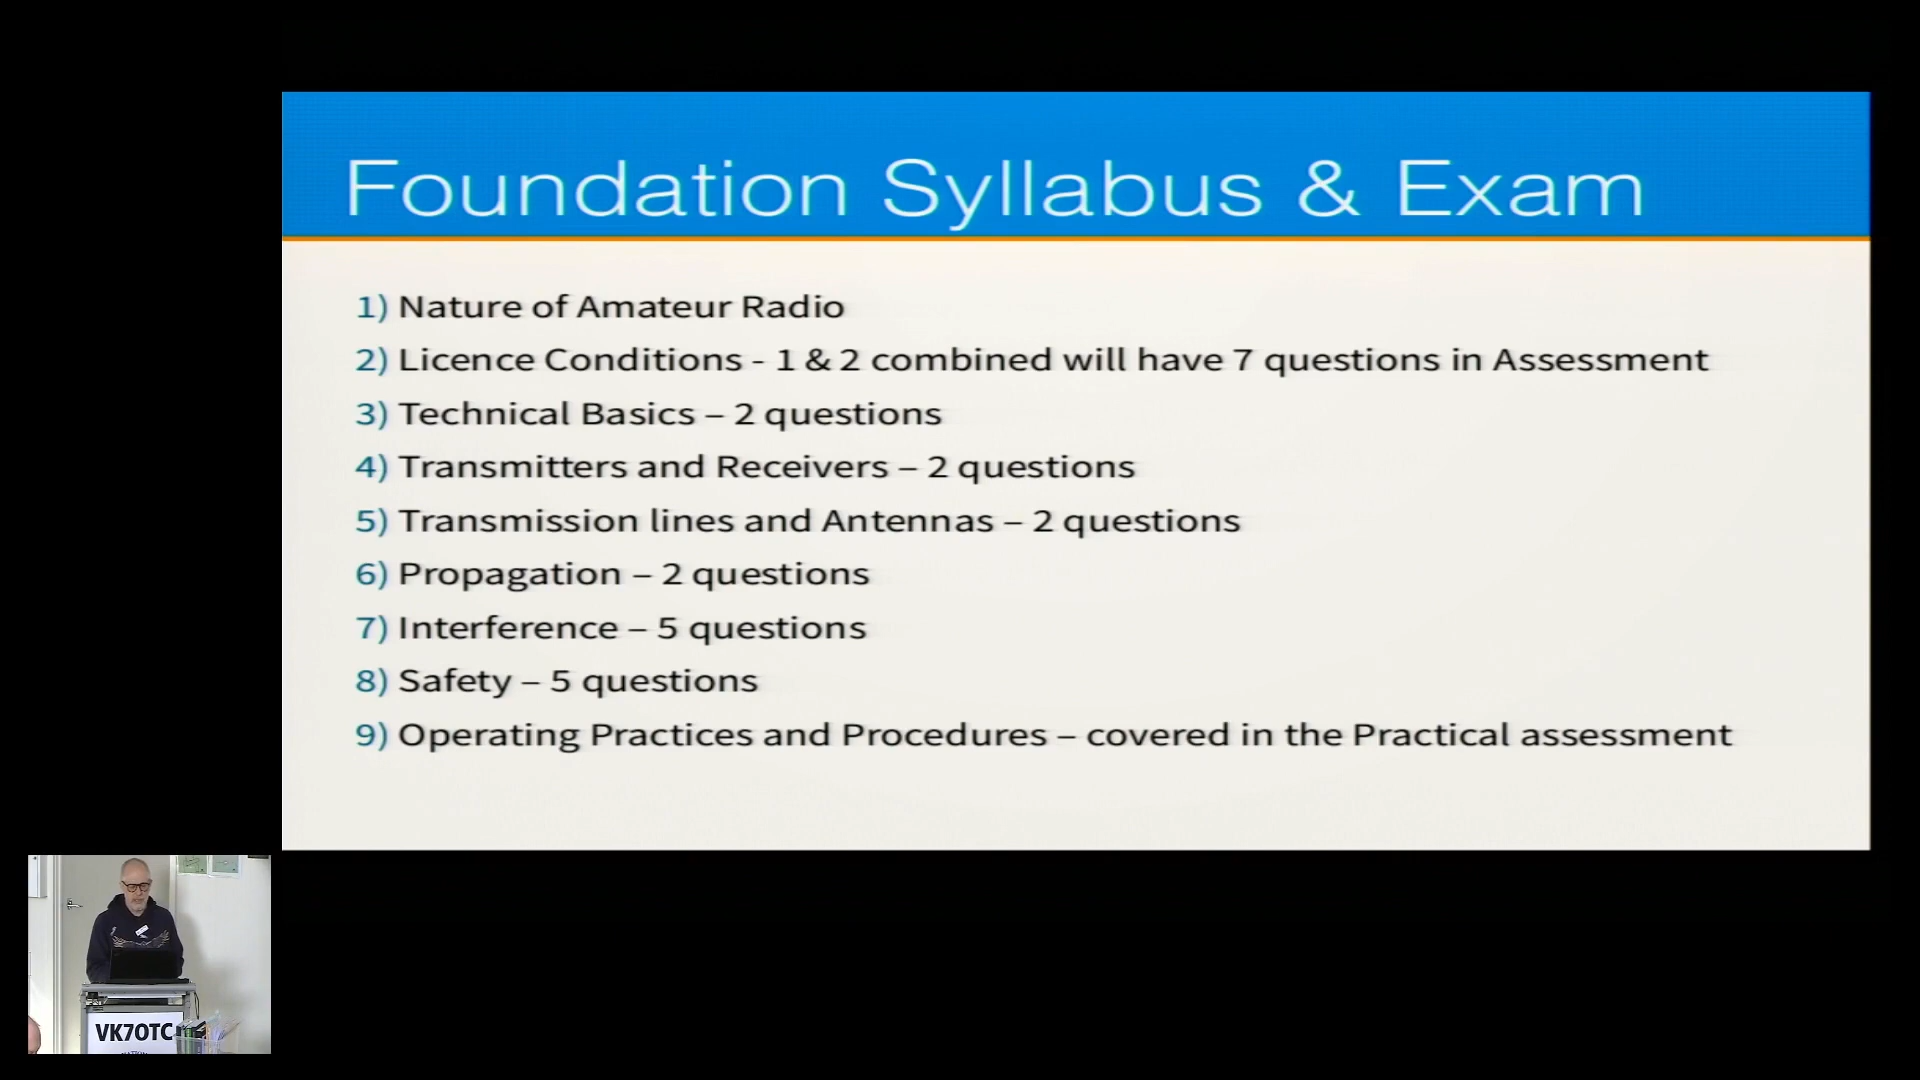 Foundation Syllabus & Exam
1) Nature of Amateur Radio
2) Licence Conditions - 1 & 2 combined will have 7 questions in Assessment
3) Technical Basics – 2 questions
4) Transmitters and Receivers – 2 questions
5) Transmission lines and Antennas – 2 questions
6) Propagation – 2 questions
7) Interference – 5 questions
8) Safety – 5 questions
9) Operating Practices and Procedures – covered in the Practical assessment
VK7OTC